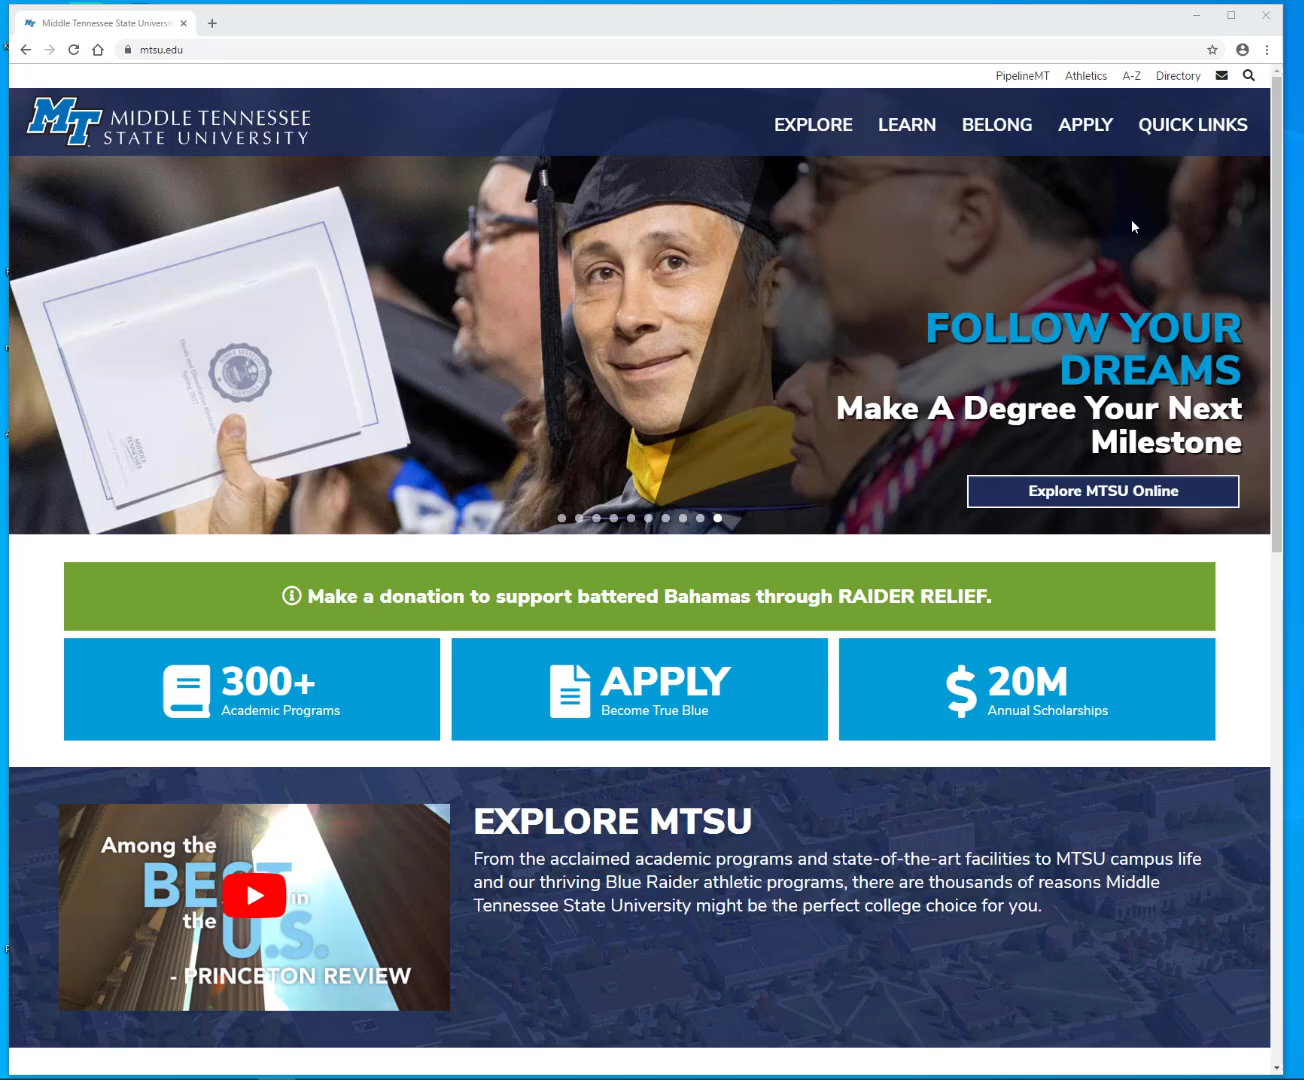 Middle Tennessee State Universit
mtsu.edu
PipelineMT Athletics A-Z Directory
MT MIDDLE TENNESSEE
STATE UNIVERSITY
EXPLORE LEARN BELONG APPLY QUICK LINKS
FOLLOW YOUR
DREAMS
Make A Degree Your Next
Milestone
Explore MTSU Online
Make a donation to support battered Bahamas through RAIDER RELIEF.
300+
Academic Programs
APPLY
Become True Blue
20M
Annual Scholarships
Among the
BEST
in
the
U.S.
- PRINCETON REVIEW
EXPLORE MTSU
From the acclaimed academic programs and state-of-the-art facilities to MTSU campus life
and our thriving Blue Raider athletic programs, there are thousands of reasons Middle
Tennessee State University might be the perfect college choice for you.